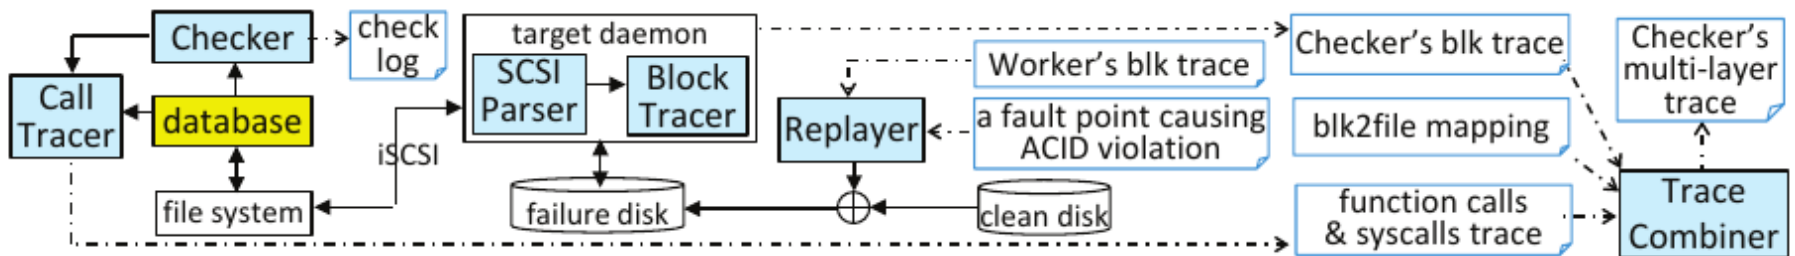 Checker
check
log
Call
Tracer
database
file system
iSCSI
target daemon
SCSI
Parser
Block
Tracer
failure disk
Replayer
clean disk
Worker's blk trace
a fault point causing
ACID violation
Checker's blk trace
blk2file mapping
function calls
& syscalls trace
Checker's
multi-layer
trace
Trace
Combiner